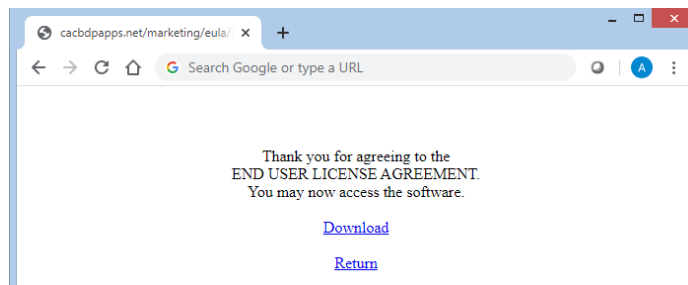 cacbdpapps.net/marketing/eula/
Search Google or type a URL
A
Thank you for agreeing to the
END USER LICENSE AGREEMENT.
You may now access the software.
Download
Return